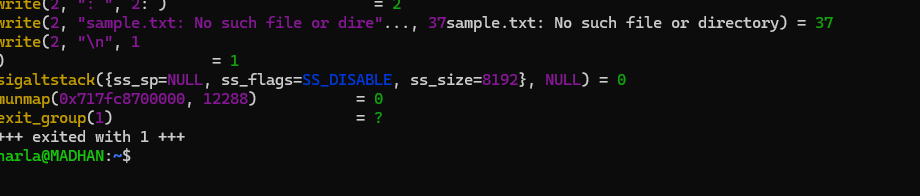 write(2, ": ", 2: )                     = 2
write(2, "sample.txt: No such file or dire"..., 37sample.txt: No such file or directory) = 37
write(2, "\n", 1
)                       = 1
sigaltstack({ss_sp=NULL, ss_flags=SS_DISABLE, ss_size=8192}, NULL) = 0
munmap(0x717fc8700000, 12288)           = 0
exit_group(1)                           = ?
+++ exited with 1 +++
narla@MADHAN:~$